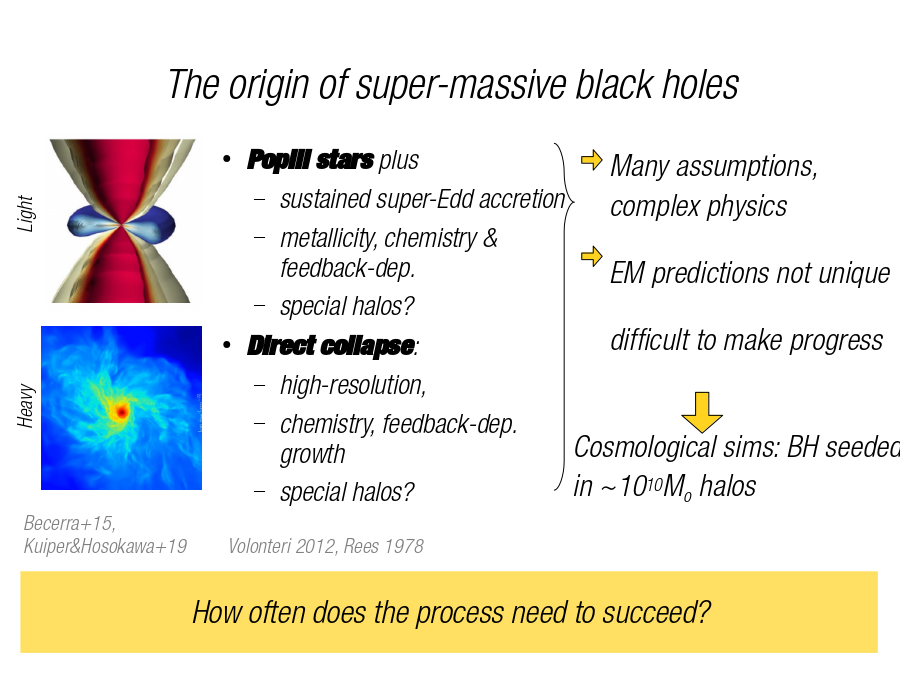 The origin of super-massive black holes
Light
• PopIII stars plus
– sustained super-Edd accretion
– metallicity, chemistry &
feedback-dep.
– special halos?
Heavy
• Direct collapse:
– high-resolution,
– chemistry, feedback-dep.
growth
– special halos?
Many assumptions,
complex physics
EM predictions not unique
difficult to make progress
Cosmological sims: BH seeded
in ~10¹⁰Mₒ halos
Becerra+15,
Kuiper&Hosokawa+19
Volonteri 2012, Rees 1978
How often does the process need to succeed?